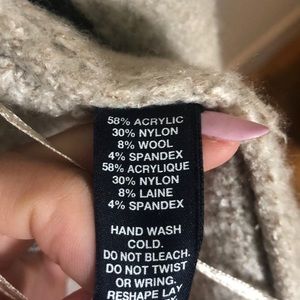 58% ACRYLIC
30% NYLON
8% WOOL
4% SPANDEX
58% ACRYLIQUE
30% NYLON
8% LAINE
4% SPANDEX
HAND WASH
COLD.
DO NOT BLEACH.
DO NOT TWIST
OR WRING.
RESHAPE LAY